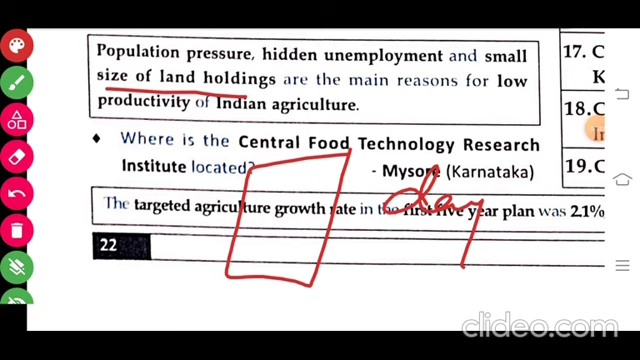 Population pressure, hidden unemployment and small
size of land holdings are the main reasons for low
productivity of Indian agriculture.
17. C
K
18. C
In
♦ Where is the Central Food Technology Research
Institute located? - Mysore (Karnataka)
19. C
day
The targeted agriculture growth rate in the first five year plan was 2.1%
22
clideo.com